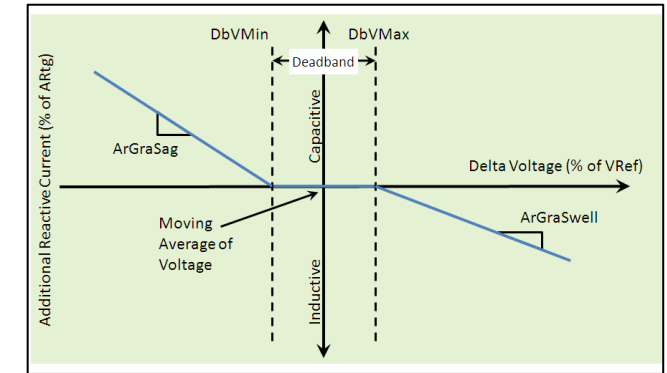 DbVMin
DbVMax
Deadband
Additional Reactive Current (% of ARtg)
Capacitive
ArGraSag
Delta Voltage (% of VRef)
Moving
Average of
Voltage
ArGraSwell
Inductive